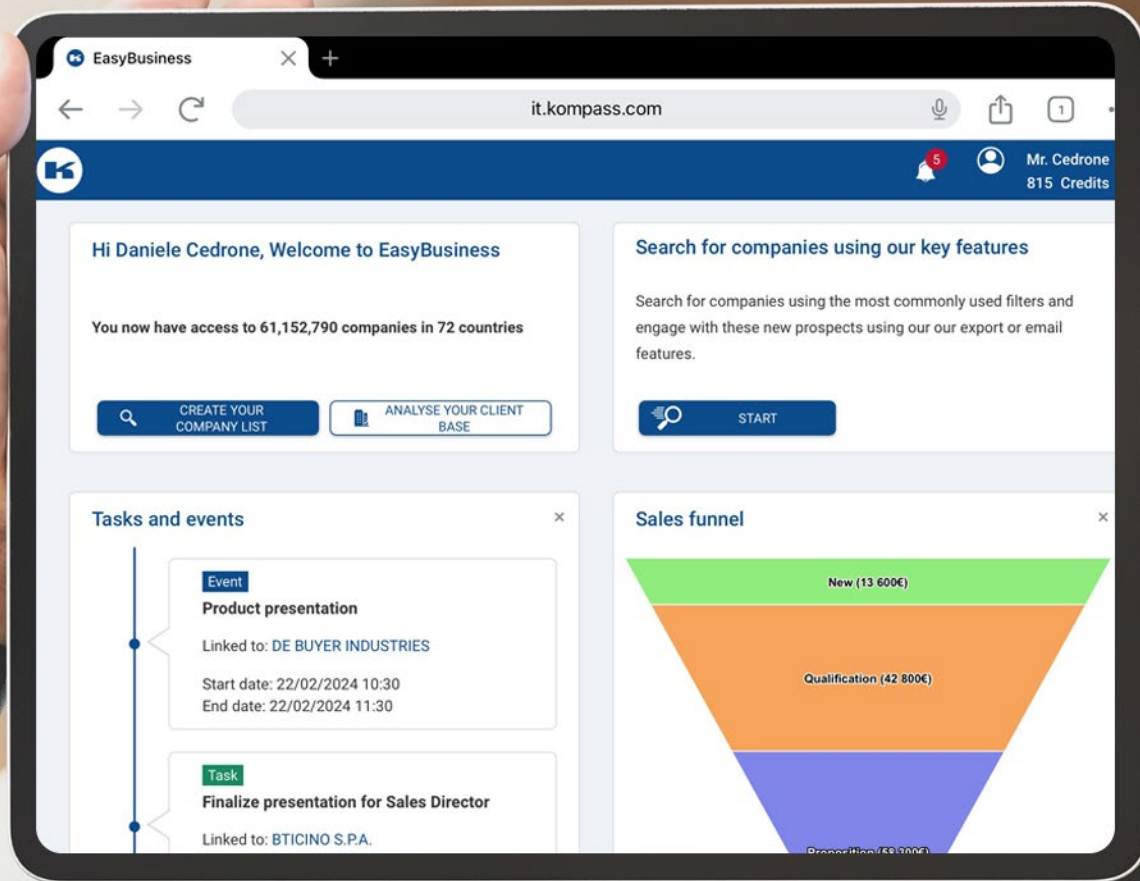 EasyBusiness
it.kompass.com
1
K
5
Mr. Cedrone
815 Credits
Hi Daniele Cedrone, Welcome to EasyBusiness
You now have access to 61,152,790 companies in 72 countries
CREATE YOUR
COMPANY LIST
ANALYSE YOUR CLIENT
BASE
Search for companies using our key features
Search for companies using the most commonly used filters and
engage with these new prospects using our our export or email
features.
START
Tasks and events
Event
Product presentation
Linked to: DE BUYER INDUSTRIES
Start date: 22/02/2024 10:30
End date: 22/02/2024 11:30
Task
Finalize presentation for Sales Director
Linked to: BTICINO S.P.A.
Sales funnel
New (13 600€)
Qualification (42 800€)
Proposition (58 300€)